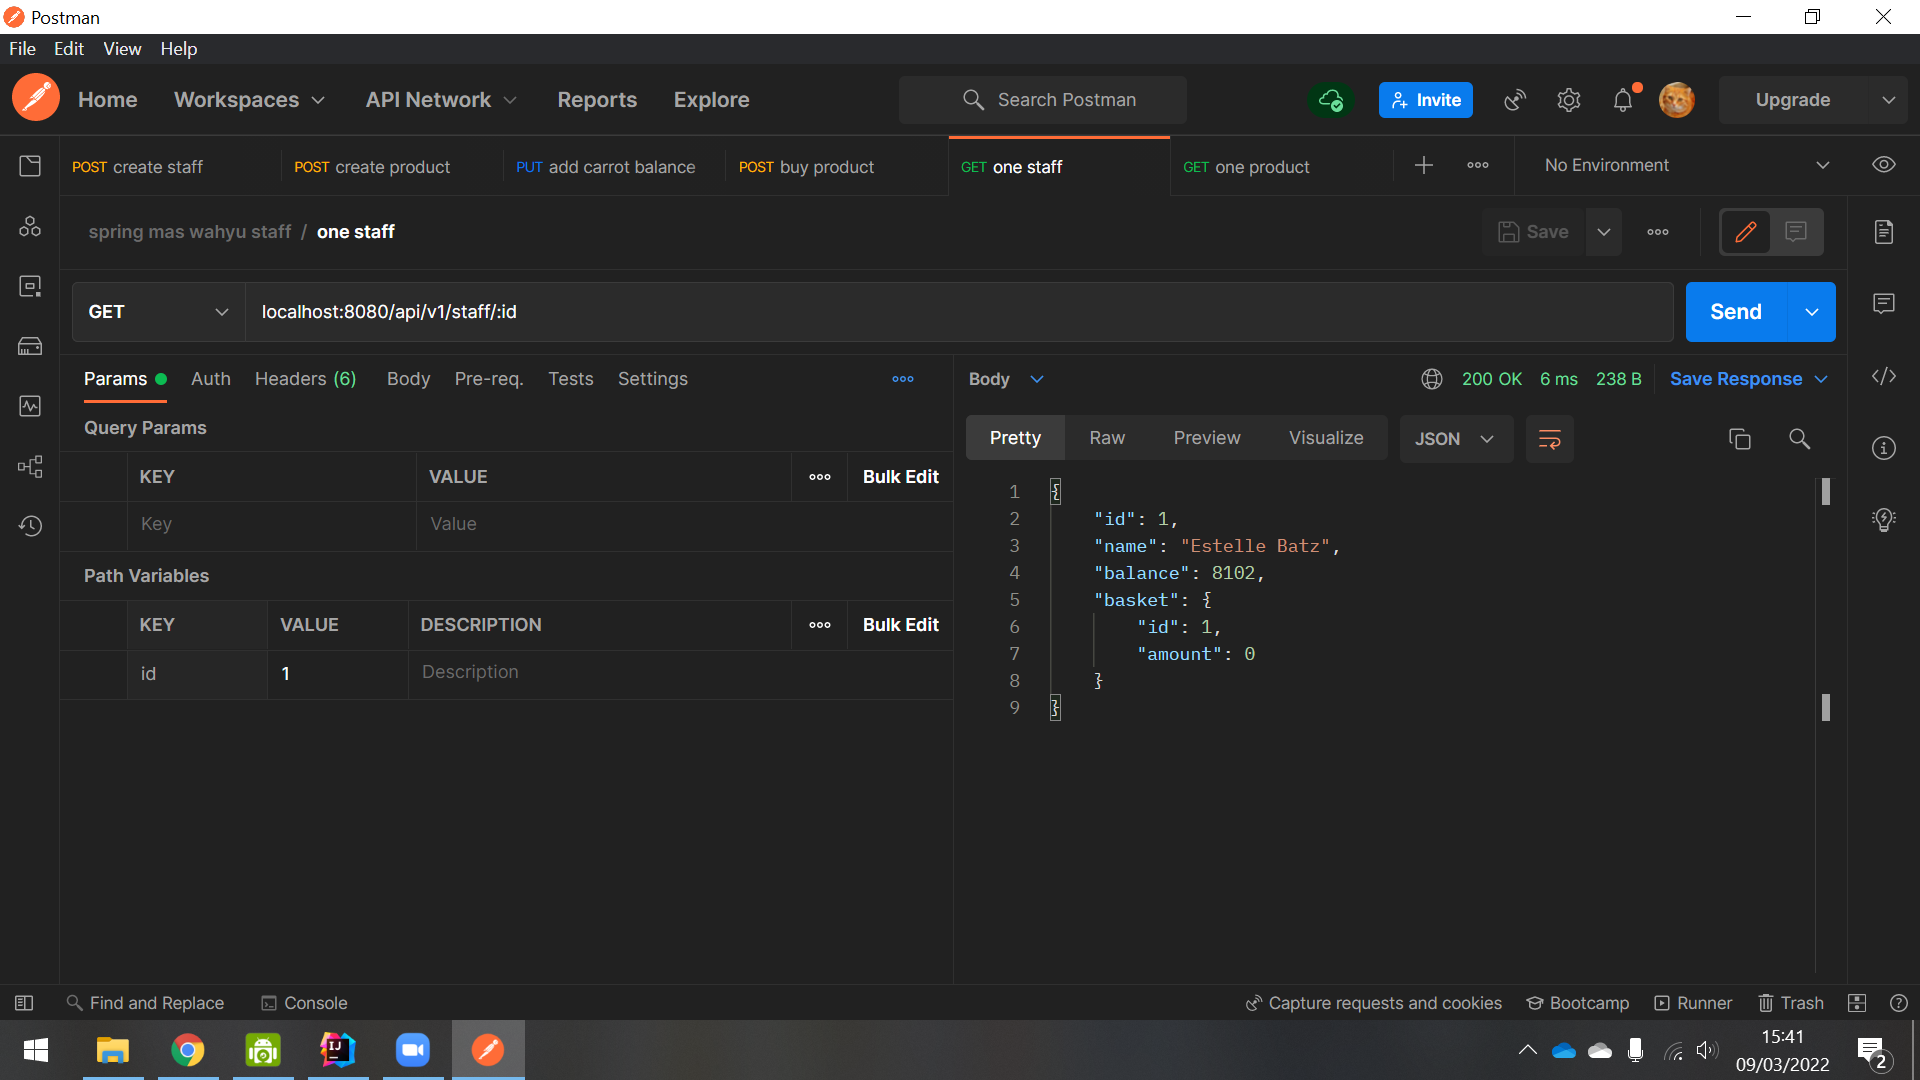 Postman
File Edit View Help
Home Workspaces API Network Reports Explore Search Postman Invite Upgrade
POST create staff POST create product PUT add carrot balance POST buy product GET one staff GET one product No Environment
spring mas wahyu staff / one staff Save
GET localhost:8080/api/v1/staff/:id Send
Params Auth Headers (6) Body Pre-req. Tests Settings
Body 200 OK 6 ms 238 B Save Response
Query Params
Pretty Raw Preview Visualize JSON
KEY VALUE Bulk Edit
Key Value
Path Variables
KEY VALUE DESCRIPTION Bulk Edit
id 1 Description
1 {
2 "id": 1,
3 "name": "Estelle Batz",
4 "balance": 8102,
5 "basket": {
6 "id": 1,
7 "amount": 0
8 }
9 }
Find and Replace Console Capture requests and cookies Bootcamp Runner Trash
IJ
15:41
09/03/2022
2